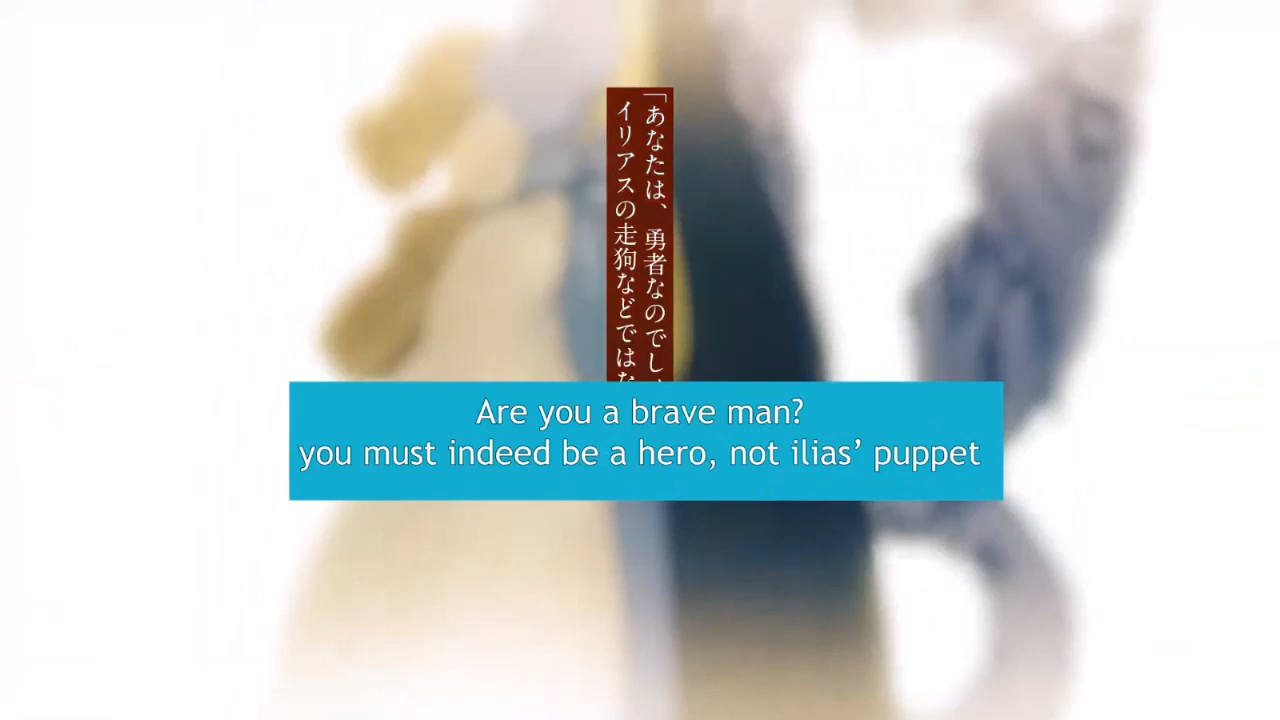 「あなたは、勇者なのでし
イリアスの走狗などでは
Are you a brave man?
you must indeed be a hero, not ilias’ puppet